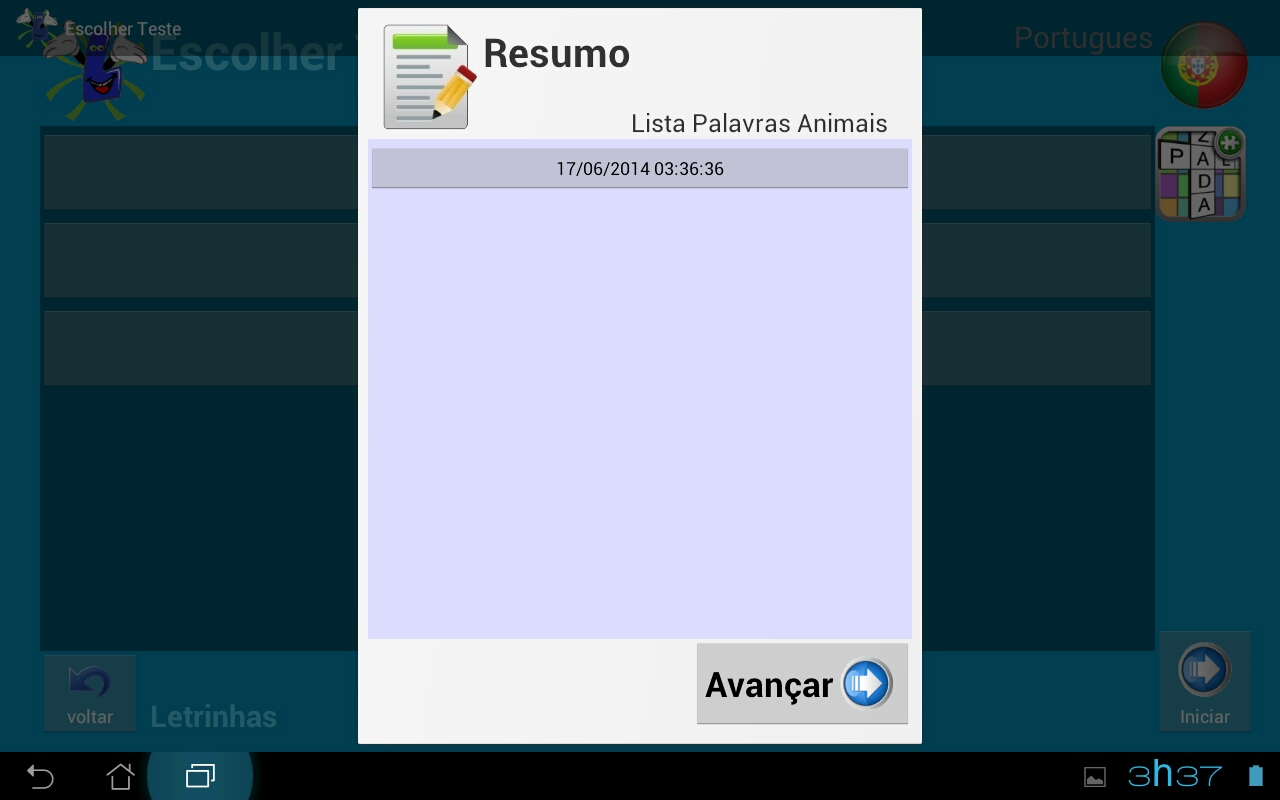 Escolher Teste
Escolher
Portugues
Resumo
Lista Palavras Animais
17/06/2014 03:36:36
P
A
D
A
Avançar
voltar
Letrinhas
Iniciar
3h37